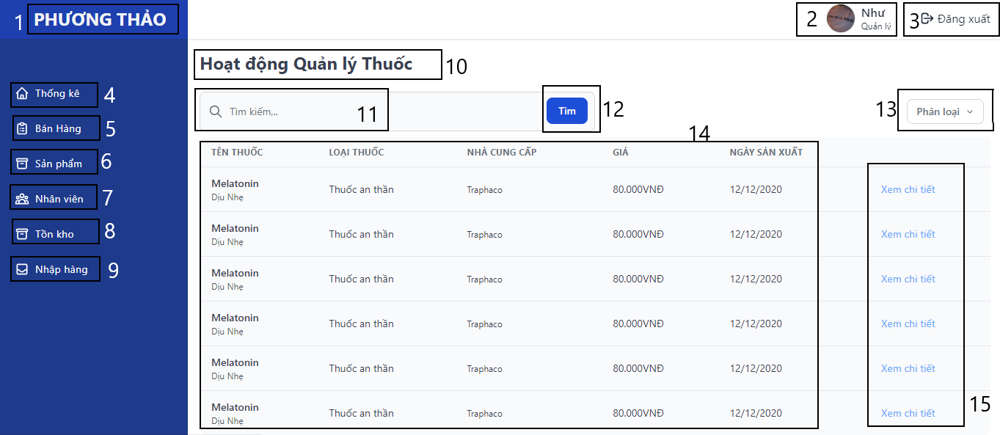 1 PHƯƠNG THẢO
2 Như
Quản lý
3 Đăng xuất
Thống kê 4
Bán Hàng 5
Sản phẩm 6
Nhân viên 7
Tồn kho 8
Nhập hàng 9
Hoạt động Quản lý Thuốc 10
Tìm kiếm,.. 11
Tìm 12
13 Phân loại
14
TÊN THUỐC LOẠI THUỐC NHÀ CUNG CẤP GIÁ NGÀY SẢN XUẤT
Melatonin
Dịu Nhẹ Thuốc an thần Traphaco 80.000VNĐ 12/12/2020 Xem chi tiết
Melatonin
Dịu Nhẹ Thuốc an thần Traphaco 80.000VNĐ 12/12/2020 Xem chi tiết
Melatonin
Dịu Nhẹ Thuốc an thần Traphaco 80.000VNĐ 12/12/2020 Xem chi tiết
Melatonin
Dịu Nhẹ Thuốc an thần Traphaco 80.000VNĐ 12/12/2020 Xem chi tiết
Melatonin
Dịu Nhẹ Thuốc an thần Traphaco 80.000VNĐ 12/12/2020 Xem chi tiết
Melatonin
Dịu Nhẹ Thuốc an thần Traphaco 80.000VNĐ 12/12/2020 Xem chi tiết
15